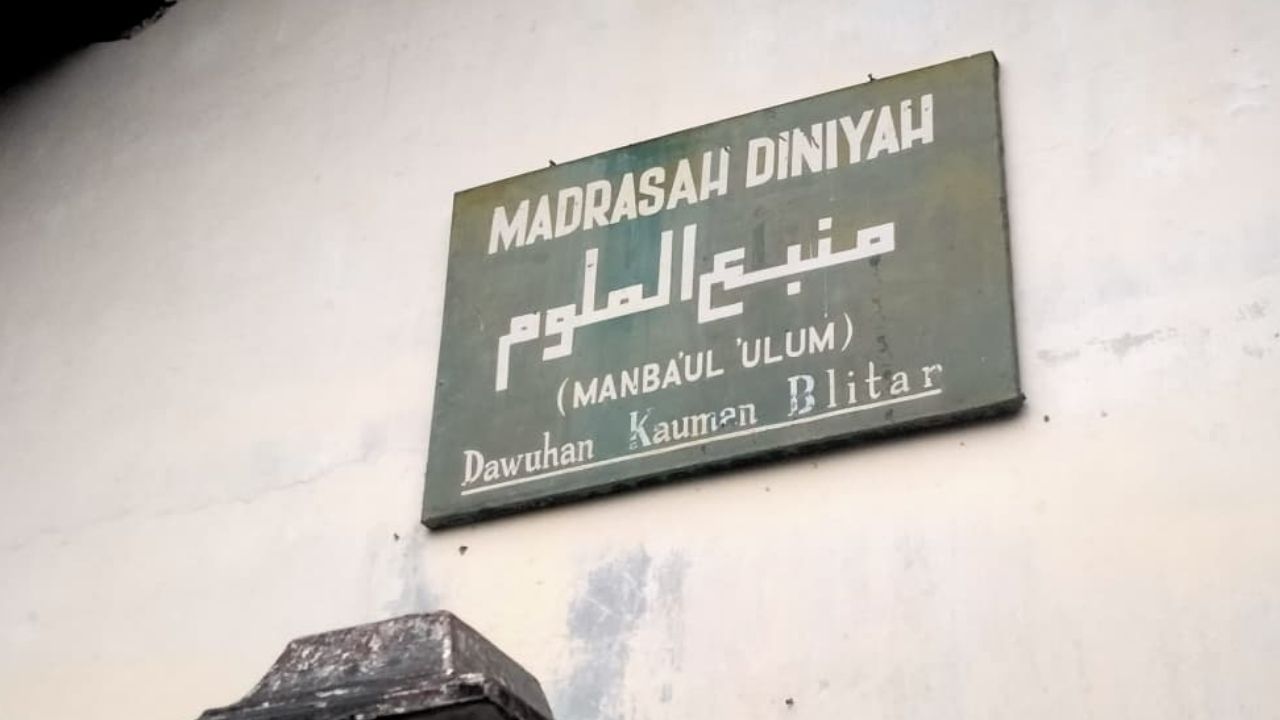 MADRASAH DINIYAH
منبع العلوم
(MANBA'UL 'ULUM)
Dawuhan Kauman Blitar